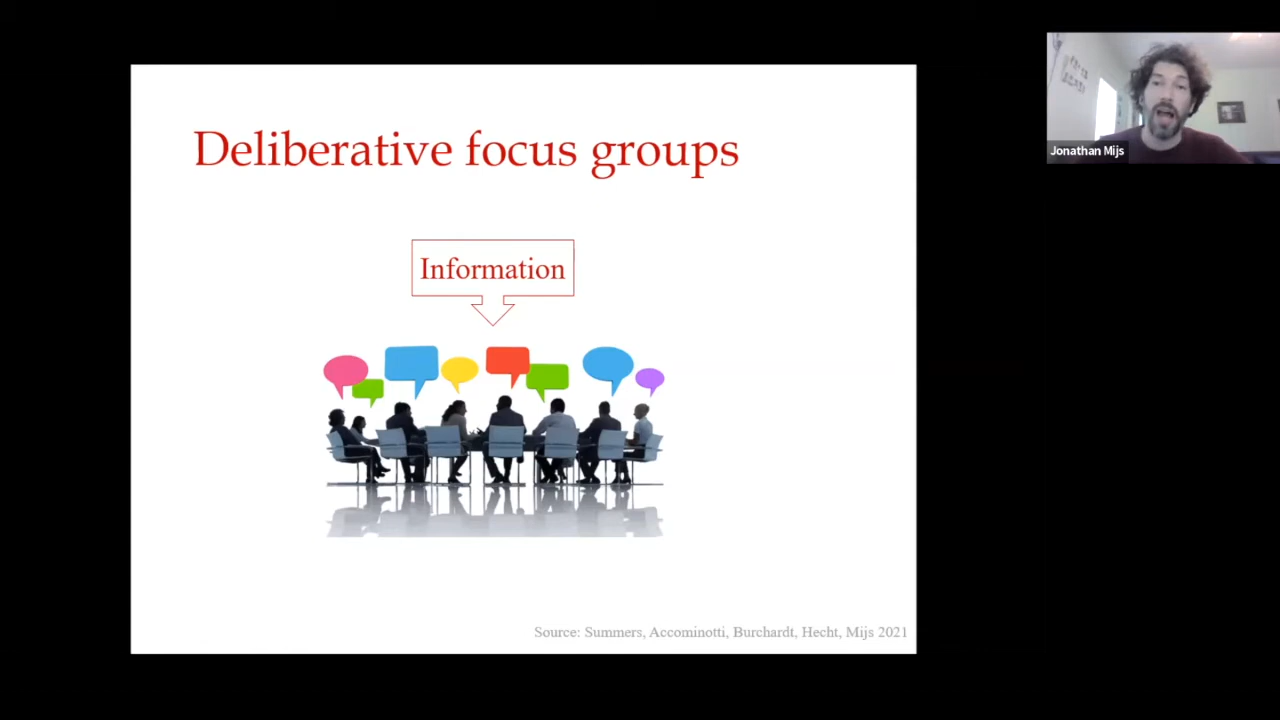 Deliberative focus groups
Information
Source: Summers, Accominotti, Burchardt, Hecht, Mijs 2021
Jonathan Mijs